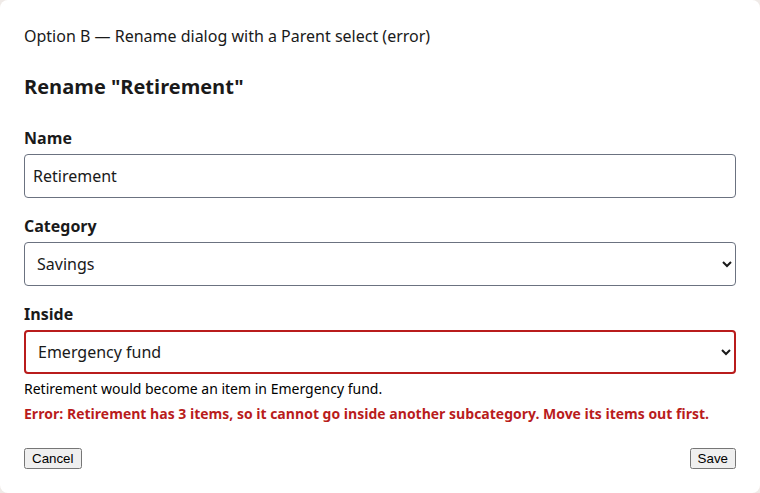 Option B — Rename dialog with a Parent select (error)
Rename "Retirement"
Name
Retirement
Category
Savings
Inside
Emergency fund
Retirement would become an item in Emergency fund.
Error: Retirement has 3 items, so it cannot go inside another subcategory. Move its items out first.
Cancel
Save